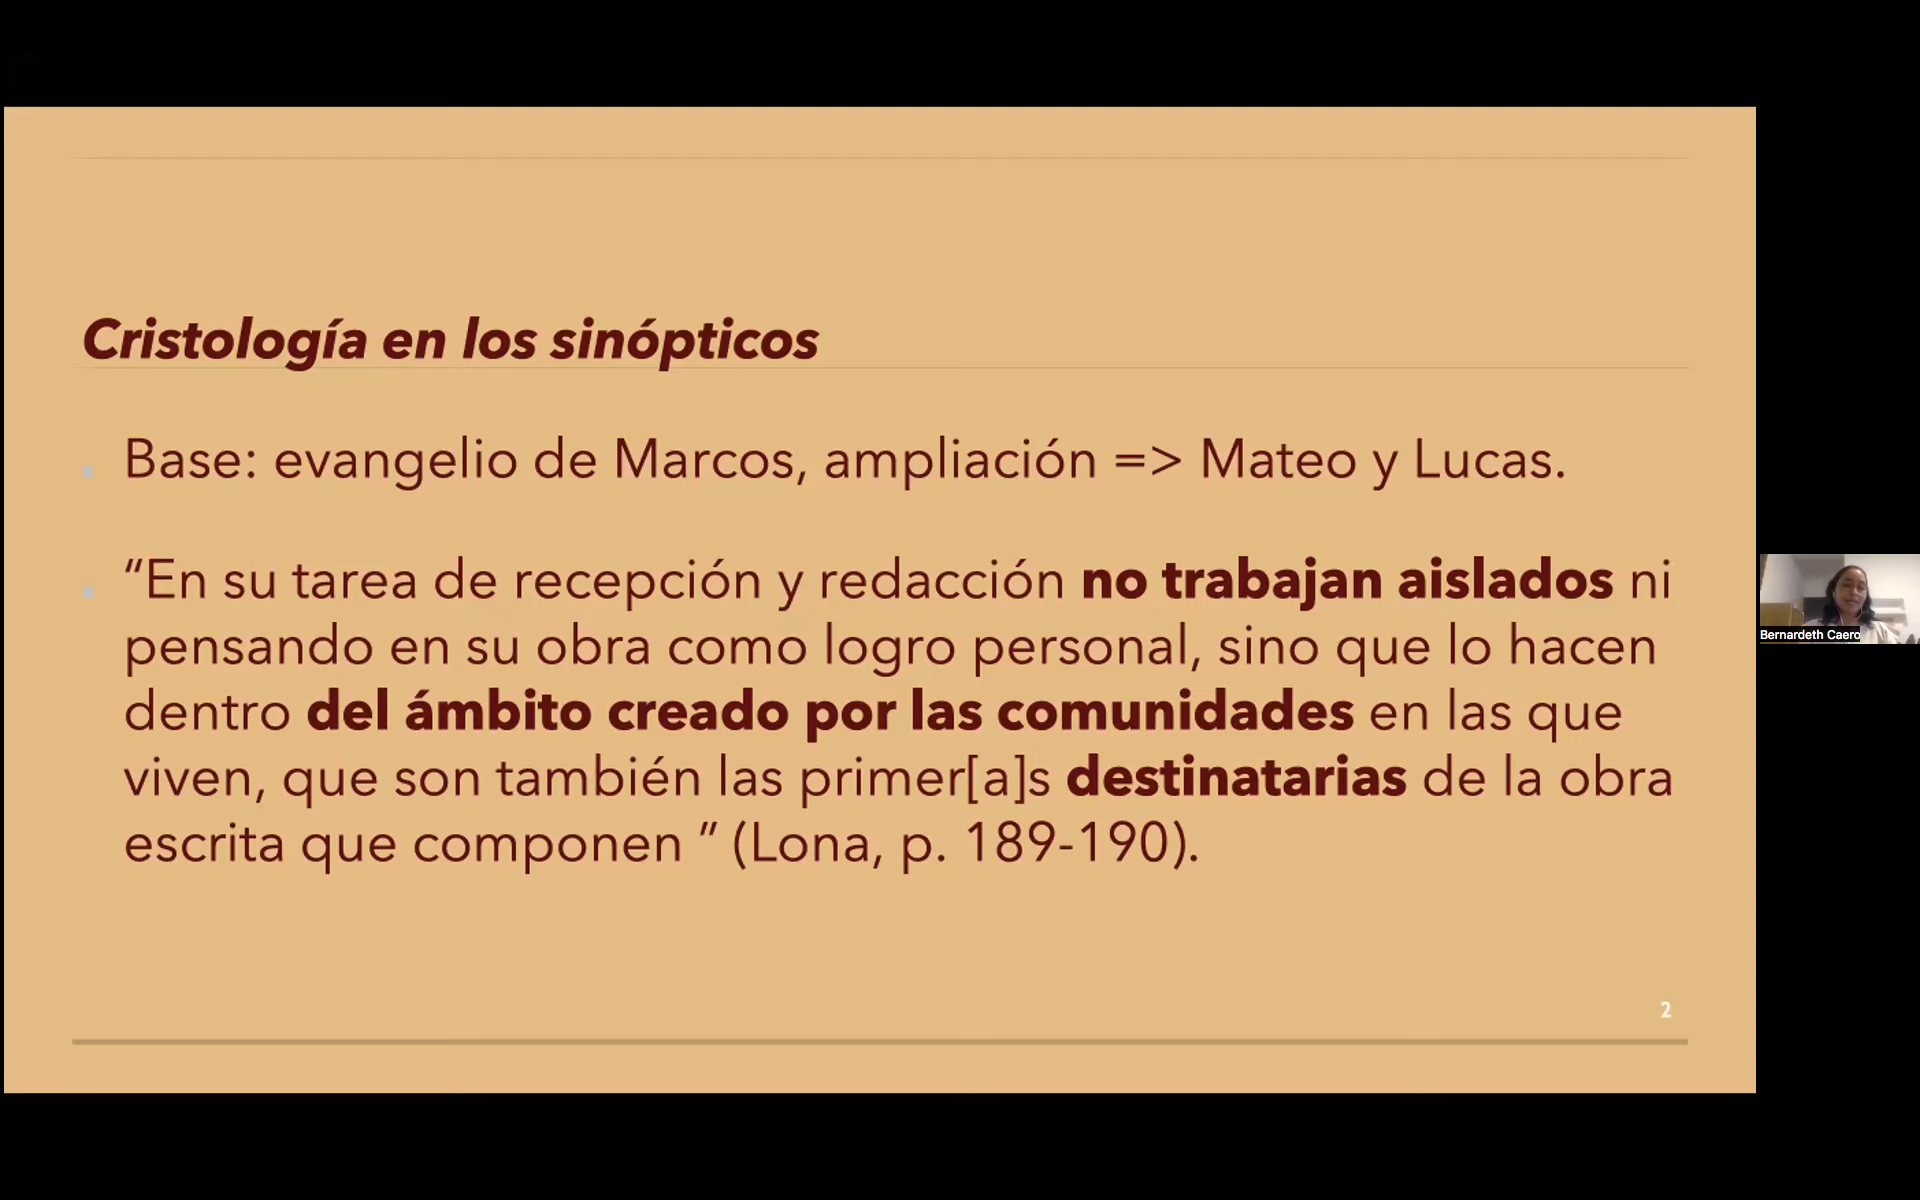 Cristología en los sinópticos
Base: evangelio de Marcos, ampliación => Mateo y Lucas.
“En su tarea de recepción y redacción no trabajan aislados ni
pensando en su obra como logro personal, sino que lo hacen
dentro del ámbito creado por las comunidades en las que
viven, que son también las primer[a]s destinatarias de la obra
escrita que componen ” (Lona, p. 189-190).
Bernardeth Caero
2